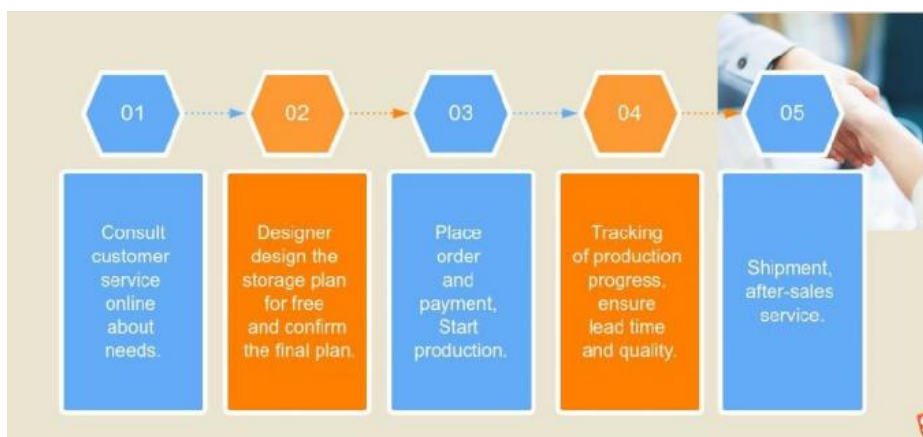 01
02
03
04
05
Consult
customer
service
online
about
needs.
Designer
design the
storage plan
for free
and confirm
the final plan.
Place
order
and
payment,
Start
production.
Tracking
of production
progress,
ensure
lead time
and quality.
Shipment,
after-sales
service.